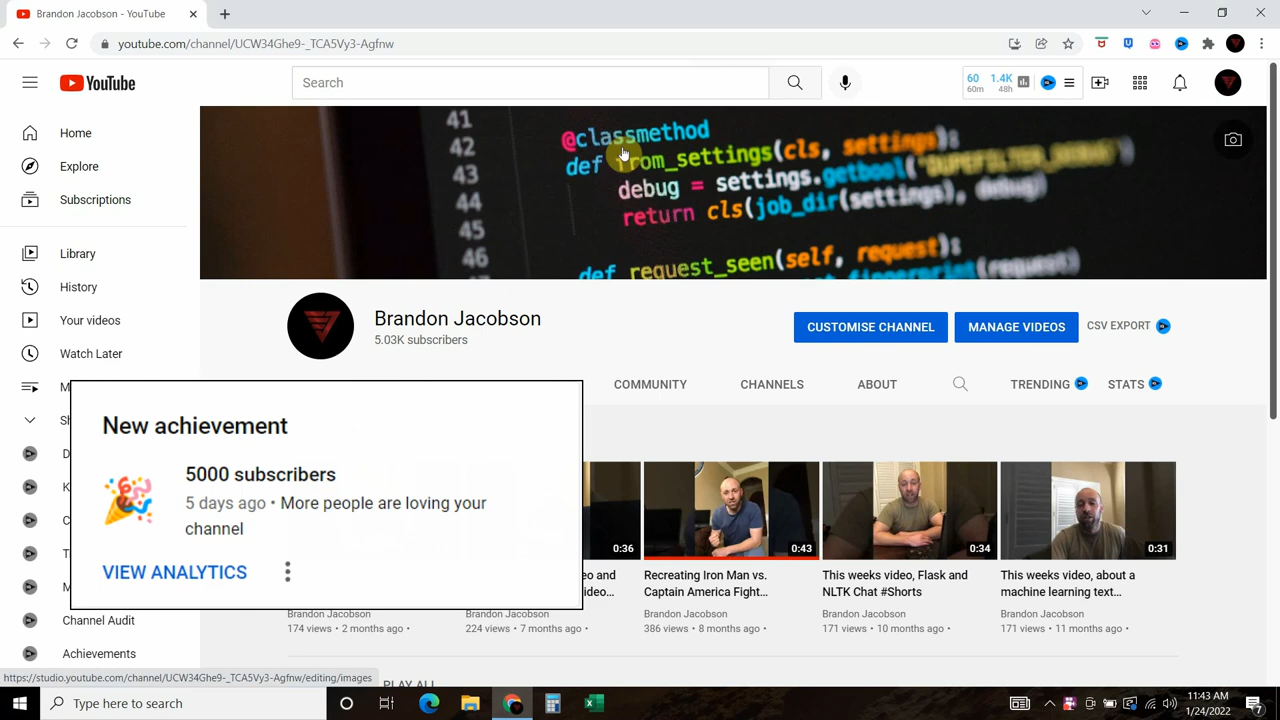 Brandon Jacobson - YouTube
youtube.com/channel/UCW34Ghe9-_TCA5Vy3-Agfnw
YouTube
Search
60 1.4K
60m 48h
41
42
43
44
45
46
@classmethod
def from_settings(cls, settings):
debug = settings.getbool(
return cls(job_dir(settings), debug)
def request_seen(self, request):
Home
Explore
Subscriptions
Library
History
Your videos
Watch Later
Brandon Jacobson
5.03K subscribers
CUSTOMISE CHANNEL
MANAGE VIDEOS
CSV EXPORT
COMMUNITY
CHANNELS
ABOUT
TRENDING
STATS
New achievement
5000 subscribers
5 days ago • More people are loving your
channel
VIEW ANALYTICS
Channel Audit
Achievements
0:36
0:43
0:34
0:31
Recreating Iron Man vs.
Captain America Fight...
This weeks video, Flask and
NLTK Chat #Shorts
This weeks video, about a
machine learning text...
Brandon Jacobson
174 views • 2 months ago •
Brandon Jacobson
224 views • 7 months ago •
Brandon Jacobson
386 views • 8 months ago •
Brandon Jacobson
171 views • 10 months ago •
Brandon Jacobson
171 views • 11 months ago •
PLAY ALL
https://studio.youtube.com/channel/UCW34Ghe9-_TCA5Vy3-Agfnw/editing/images
Type here to search
11:43 AM
1/24/2022
7